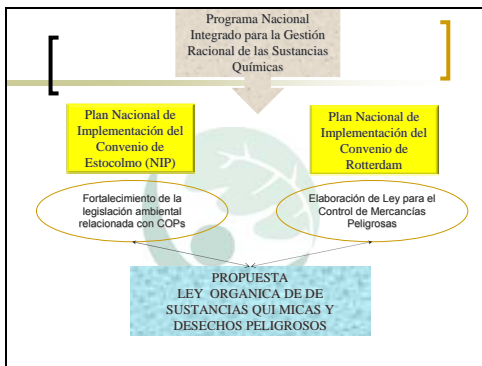 Programa Nacional
Integrado para la Gestión
Racional de las Sustancias
Químicas
Plan Nacional de
Implementación del
Convenio de
Estocolmo (NIP)
Plan Nacional de
Implementación del
Convenio de
Rotterdam
Fortalecimiento de la
legislación ambiental
relacionada con COPs
Elaboración de Ley para el
Control de Mercancías
Peligrosas
PROPUESTA
LEY ORGANICA DE DE
SUSTANCIAS QUI MICAS Y
DESECHOS PELIGROSOS